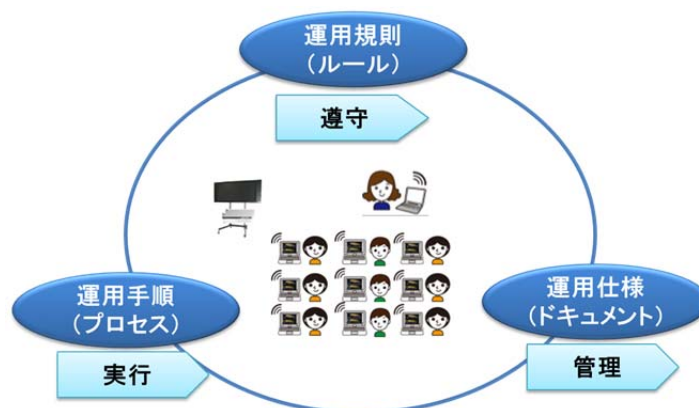 運用規則
(ルール)
遵守
運用手順
(プロセス)
実行
運用仕様
(ドキュメント)
管理